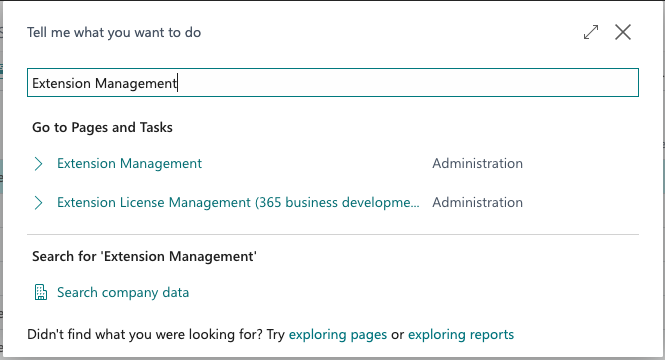 Tell me what you want to do
Extension Management
Go to Pages and Tasks
Extension Management Administration
Extension License Management (365 business developme... Administration
Search for 'Extension Management'
Search company data
Didn't find what you were looking for? Try exploring pages or exploring reports